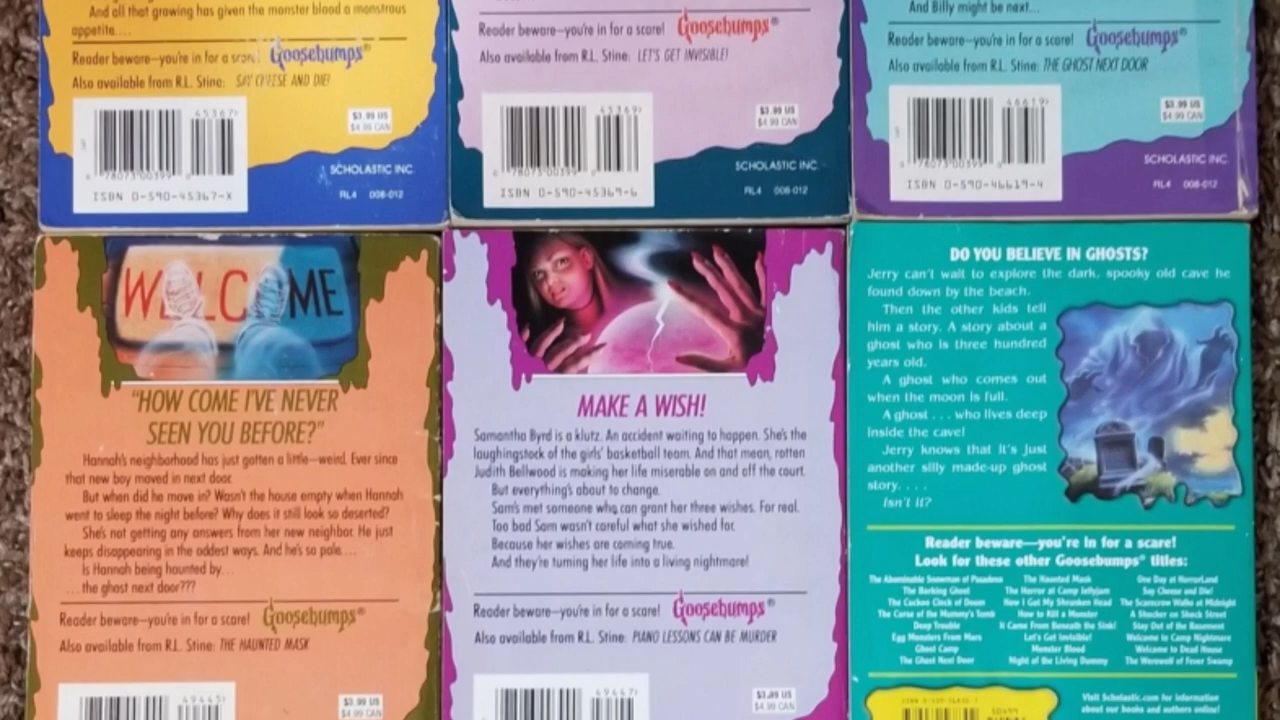 And all that growing has given the monster blood a monstrous
appetite....
Reader beware—you're in for a scare! Goosebumps®
Also available from R.L. Stine: SAY CHEESE AND DIE!
45367
$3.99 US
$4.99 CAN
ISBN 0-590-45367-X
SCHOLASTIC INC.
RL4 008-012
Reader beware—you're in for a scare! Goosebumps®
Also available from R.L. Stine: LET'S GET INVISIBLE!
45369
$3.99 US
$4.99 CAN
ISBN 0-590-45369-6
SCHOLASTIC INC.
RL4 008-012
And Billy might be next...
Reader beware—you're in for a scare! Goosebumps®
Also available from R.L. Stine: THE GHOST NEXT DOOR
46619
$3.99 US
$4.99 CAN
ISBN 0-590-46619-4
SCHOLASTIC INC.
RL4 008-012
WELCOME
"HOW COME I'VE NEVER
SEEN YOU BEFORE?"
Hannah's neighborhood has just gotten a little—weird. Ever since
that new boy moved in next door.
But when did he move in? Wasn't the house empty when Hannah
went to sleep the night before? Why does it still look so deserted?
She's not getting any answers from her new neighbor. He just
keeps disappearing in the oddest ways. And he's so pale....
Is Hannah being haunted by...
...the ghost next door???
Reader beware—you're in for a scare! Goosebumps®
Also available from R.L. Stine: THE HAUNTED MASK
49445
$3.99 US
$4.99 CAN
MAKE A WISH!
Samantha Byrd is a klutz. An accident waiting to happen. She's the
laughingstock of the girls' basketball team. And that mean, rotten
Judith Bellwood is making her life miserable on and off the court.
But everything's about to change.
Sam's met someone who can grant her three wishes. For real.
Too bad Sam wasn't careful what she wished for.
Because her wishes are coming true.
And they're turning her life into a living nightmare!
Reader beware—you're in for a scare! Goosebumps®
Also available from R.L. Stine: PIANO LESSONS CAN BE MURDER
49447
$3.99 US
$4.99 CAN
DO YOU BELIEVE IN GHOSTS?
Jerry can't wait to explore the dark, spooky old cave he
found down by the beach.
Then the other kids tell
him a story. A story about a
ghost who is three hundred
years old.
A ghost who comes out
when the moon is full.
A ghost . . . who lives deep
inside the cave!
Jerry knows that it's just
another silly made-up ghost
story. . . .
Isn't it?
Reader beware—you're in for a scare!
Look for these other Goosebumps® titles:
The Abominable Snowman of Pasadena
The Barking Ghost
The Cuckoo Clock of Doom
The Curse of the Mummy's Tomb
Deep Trouble
Egg Monsters From Mars
Ghost Camp
The Ghost Next Door
The Haunted Mask
The Horror at Camp Jellyjam
How I Got My Shrunken Head
How to Kill a Monster
It Came From Beneath the Sink!
Let's Get Invisible!
Monster Blood
Night of the Living Dummy
One Day at HorrorLand
Say Cheese and Die!
The Scarecrow Walks at Midnight
A Shocker on Shock Street
Stay Out of the Basement
Welcome to Camp Nightmare
Welcome to Dead House
The Werewolf of Fever Swamp
Visit Scholastic.com for information
about our books and authors online!